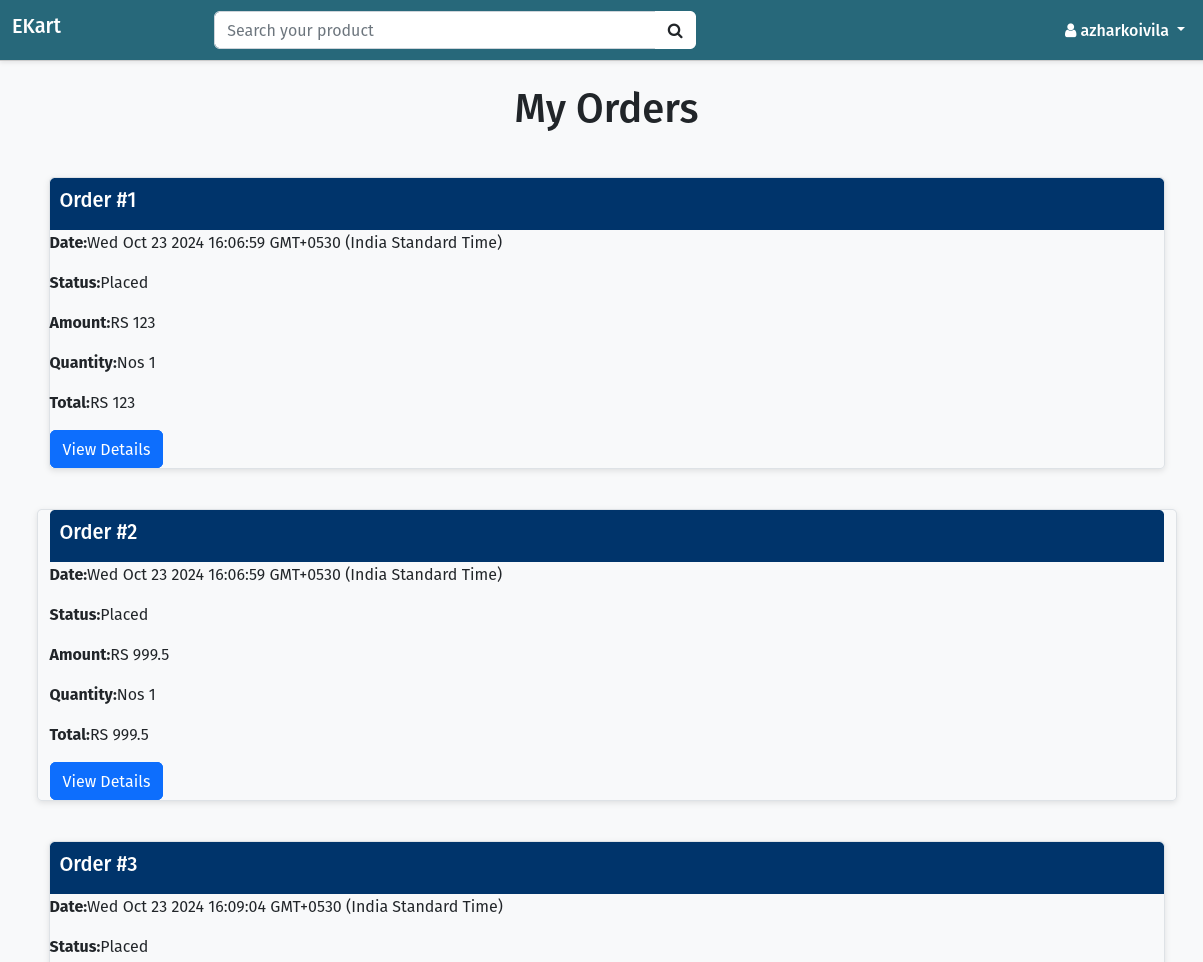 EKart
Search your product
azharkoivila
My Orders
Order #1
Date:Wed Oct 23 2024 16:06:59 GMT+0530 (India Standard Time)
Status:Placed
Amount:RS 123
Quantity:Nos 1
Total:RS 123
View Details
Order #2
Date:Wed Oct 23 2024 16:06:59 GMT+0530 (India Standard Time)
Status:Placed
Amount:RS 999.5
Quantity:Nos 1
Total:RS 999.5
View Details
Order #3
Date:Wed Oct 23 2024 16:09:04 GMT+0530 (India Standard Time)
Status:Placed